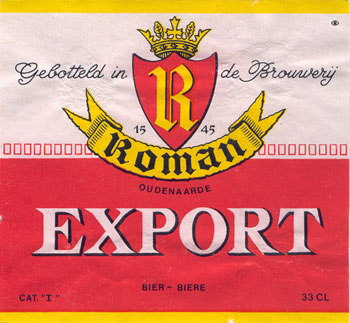 Gebotteld in de Brouwerij
R
15 45
Roman
OUDENAARDE
EXPORT
BIER - BIERE
CAT. "I" 33 CL